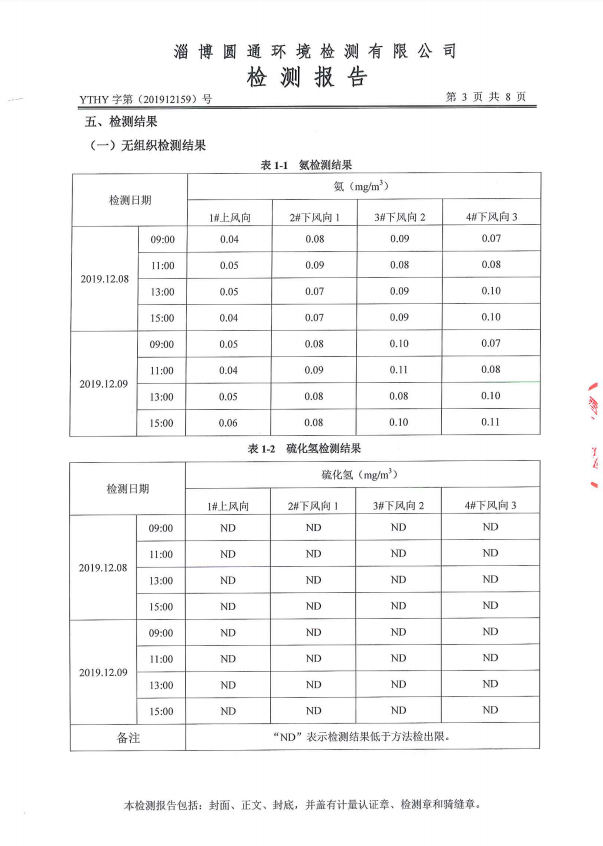 淄博圆通环境检测有限公司
检测报告
YTHY 字第（201912159）号 第 3 页 共 8 页
五、检测结果
（一）无组织检测结果
表 1-1 氨检测结果
检测日期 氨（mg/m³）
1#上风向 2#下风向 1 3#下风向 2 4#下风向 3
2019.12.08
09:00 0.04 0.08 0.09 0.07
11:00 0.05 0.09 0.08 0.08
13:00 0.05 0.07 0.09 0.10
15:00 0.04 0.07 0.09 0.10
2019.12.09
09:00 0.05 0.08 0.10 0.07
11:00 0.04 0.09 0.11 0.08
13:00 0.05 0.08 0.08 0.10
15:00 0.06 0.08 0.10 0.11
表 1-2 硫化氢检测结果
检测日期 硫化氢（mg/m³）
1#上风向 2#下风向 1 3#下风向 2 4#下风向 3
2019.12.08
09:00 ND ND ND ND
11:00 ND ND ND ND
13:00 ND ND ND ND
15:00 ND ND ND ND
2019.12.09
09:00 ND ND ND ND
11:00 ND ND ND ND
13:00 ND ND ND ND
15:00 ND ND ND ND
备注 “ND”表示检测结果低于方法检出限。
本检测报告包括：封面、正文、封底，并盖有计量认证章、检测章和骑缝章。